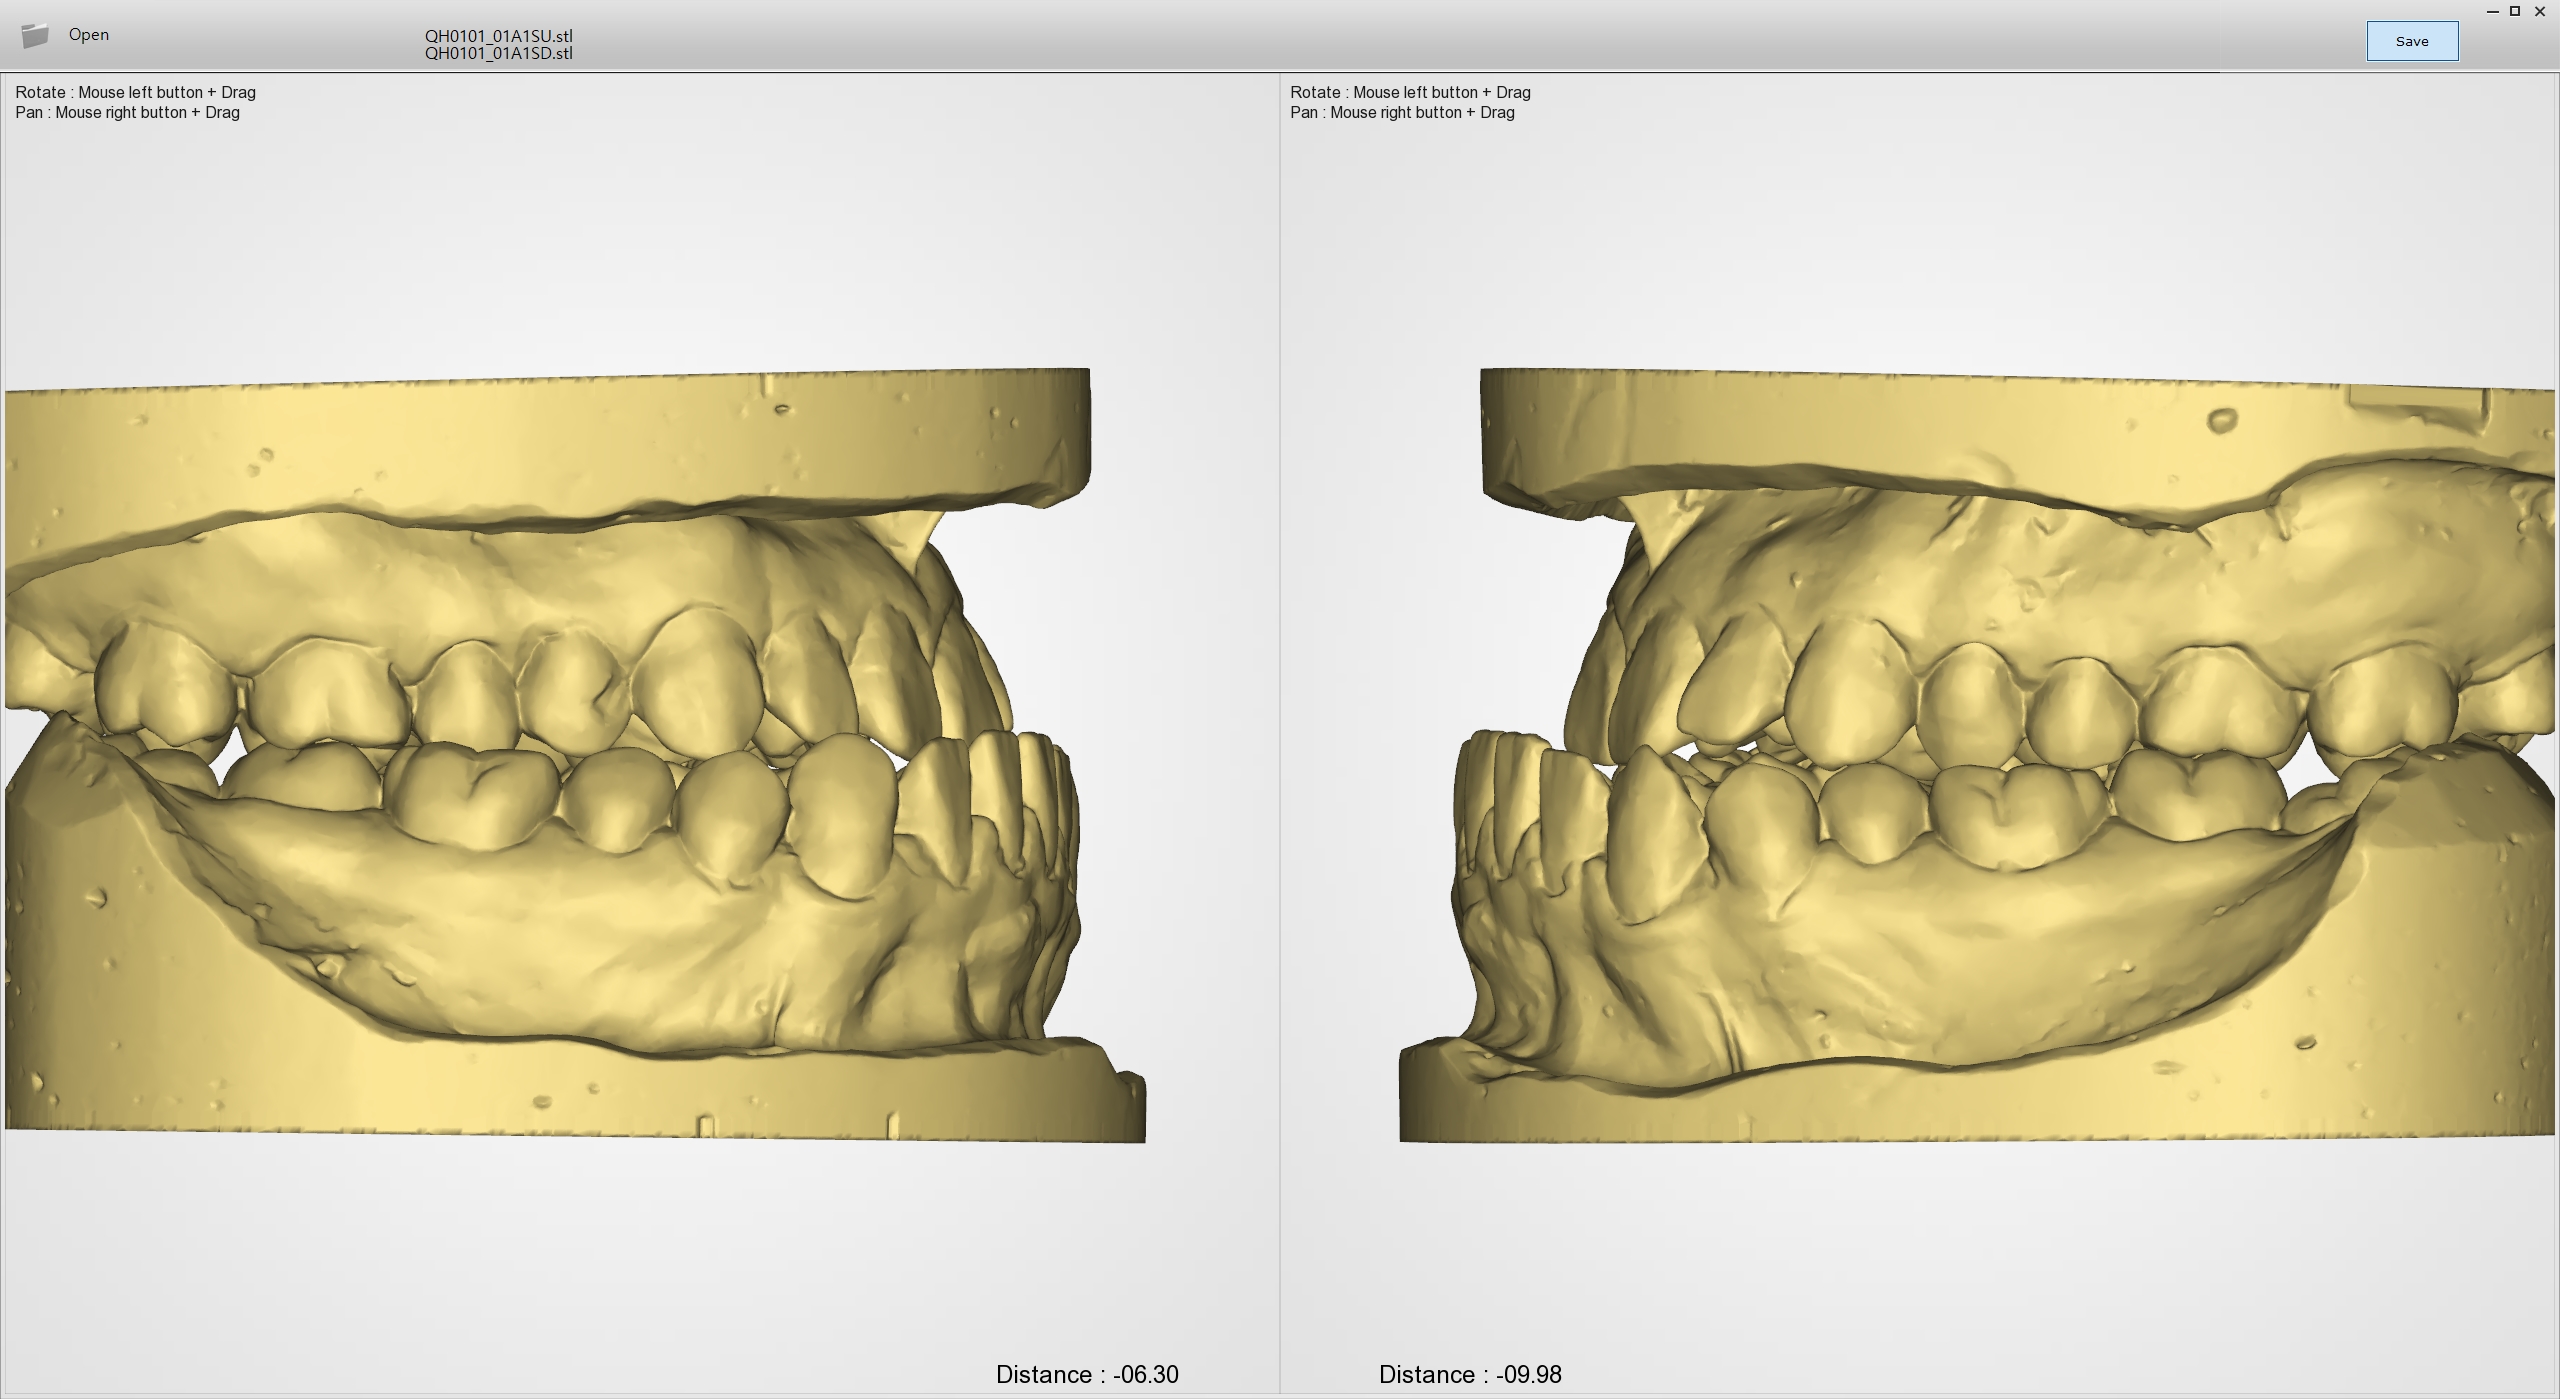 Open
QH0101_01A1SU.stl
QH0101_01A1SD.stl
Save
Rotate : Mouse left button + Drag
Pan : Mouse right button + Drag
Rotate : Mouse left button + Drag
Pan : Mouse right button + Drag
Distance : -06.30
Distance : -09.98